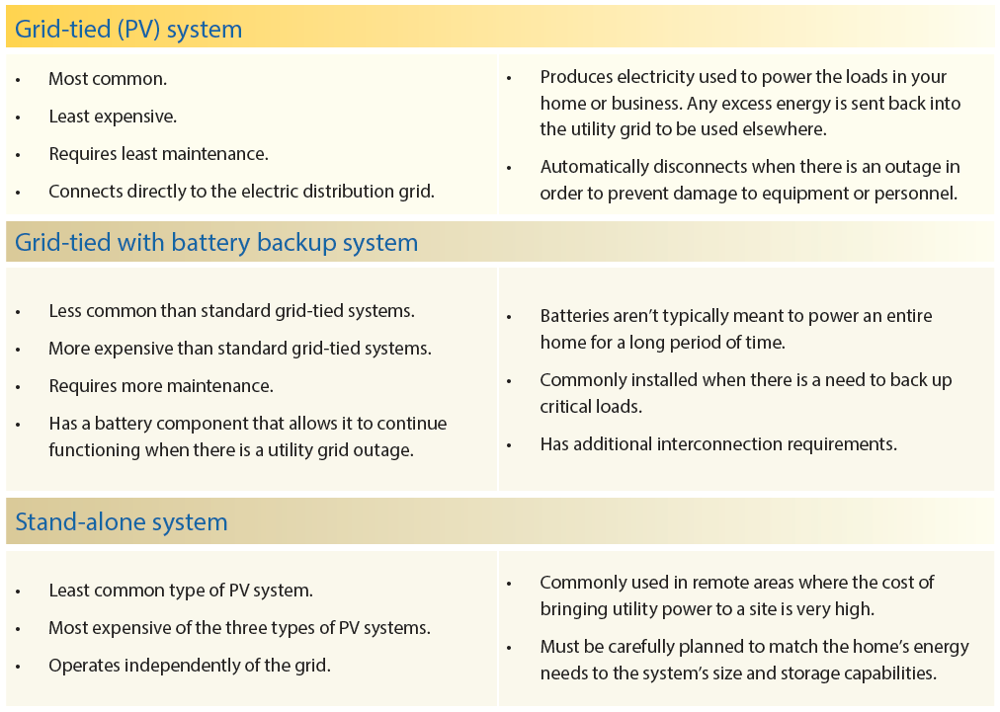 Grid-tied (PV) system
• Most common.
• Least expensive.
• Requires least maintenance.
• Connects directly to the electric distribution grid.
• Produces electricity used to power the loads in your
home or business. Any excess energy is sent back into
the utility grid to be used elsewhere.
• Automatically disconnects when there is an outage in
order to prevent damage to equipment or personnel.
Grid-tied with battery backup system
• Less common than standard grid-tied systems.
• More expensive than standard grid-tied systems.
• Requires more maintenance.
• Has a battery component that allows it to continue
functioning when there is a utility grid outage.
• Batteries aren’t typically meant to power an entire
home for a long period of time.
• Commonly installed when there is a need to back up
critical loads.
• Has additional interconnection requirements.
Stand-alone system
• Least common type of PV system.
• Most expensive of the three types of PV systems.
• Operates independently of the grid.
• Commonly used in remote areas where the cost of
bringing utility power to a site is very high.
• Must be carefully planned to match the home’s energy
needs to the system’s size and storage capabilities.